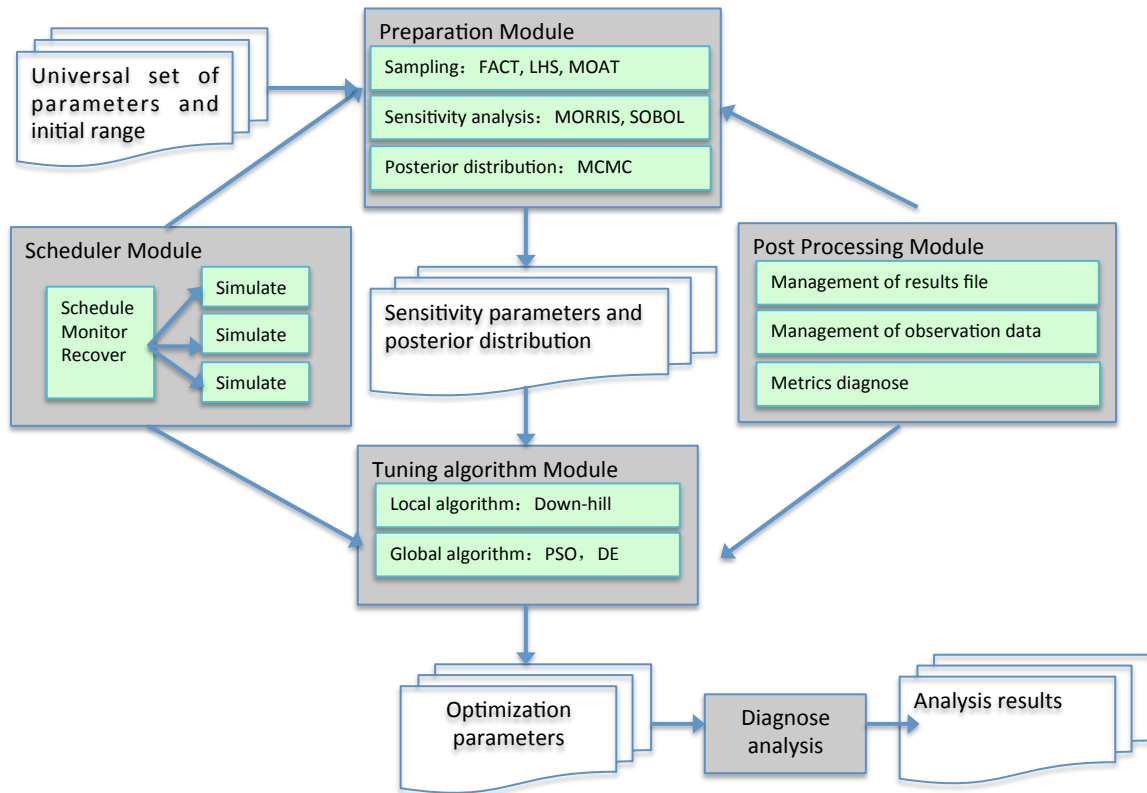 Universal set of
parameters and
initial range
Preparation Module
Sampling：FACT, LHS, MOAT
Sensitivity analysis：MORRIS, SOBOL
Posterior distribution：MCMC
Scheduler Module
Schedule
Monitor
Recover
Simulate
Simulate
Simulate
Sensitivity parameters and
posterior distribution
Post Processing Module
Management of results file
Management of observation data
Metrics diagnose
Tuning algorithm Module
Local algorithm：Down-hill
Global algorithm：PSO，DE
Optimization
parameters
Diagnose
analysis
Analysis results